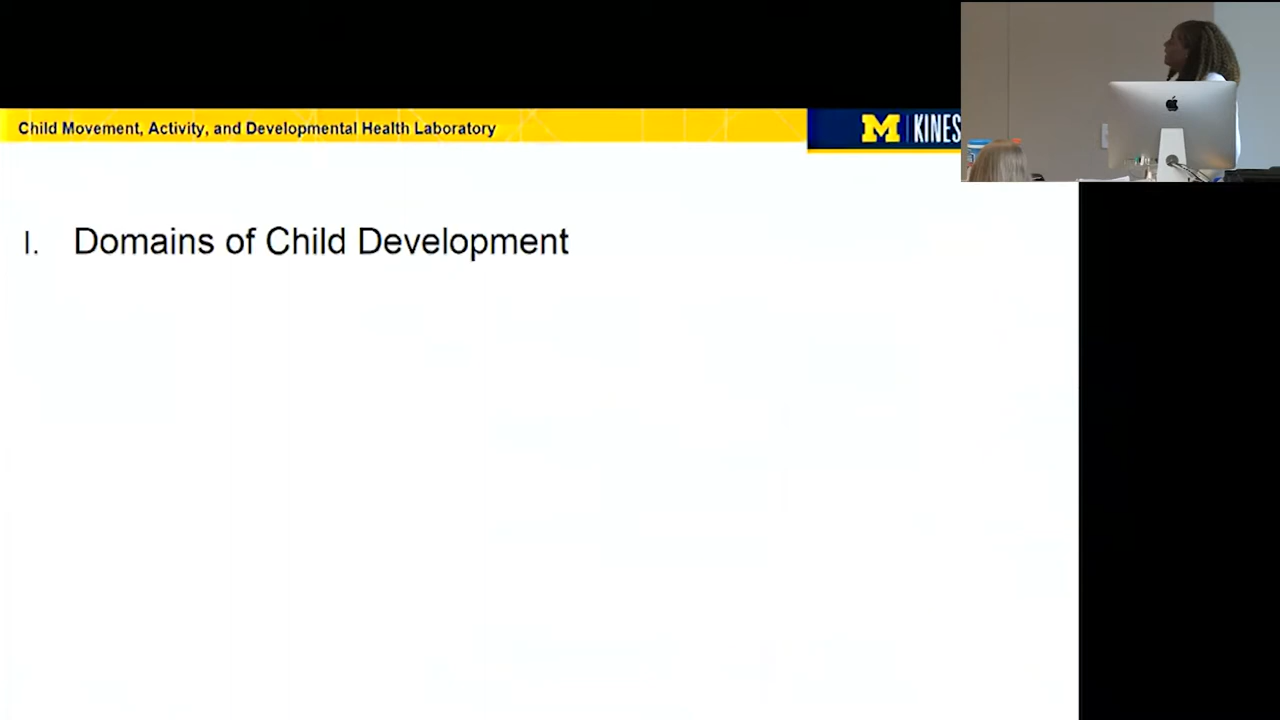 Child Movement, Activity, and Developmental Health Laboratory
M | KINES
I. Domains of Child Development